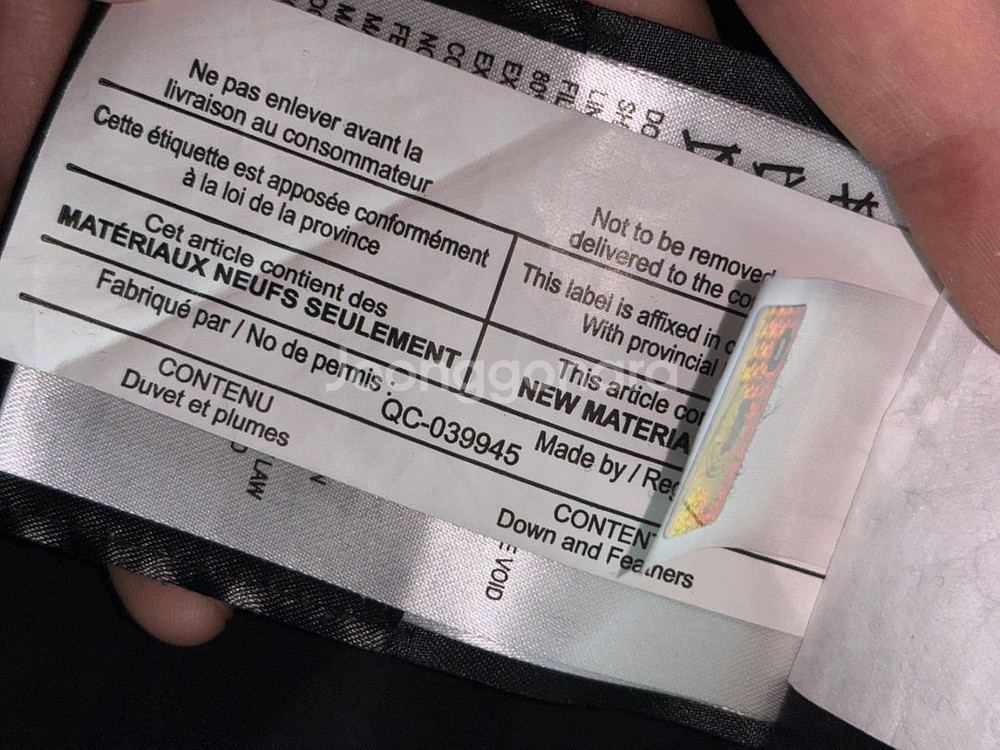 Ne pas enlever avant la
livraison au consommateur
Cette étiquette est apposée conformément
à la loi de la province
Cet article contient des
MATÉRIAUX NEUFS SEULEMENT
Fabriqué par / No de permis :
QC-039945
CONTENU
Duvet et plumes
Not to be removed
delivered to the co
This label is affixed in c
With provincial
This article co
NEW MATERIA
Made by / Reg
CONTENT
Down and Feathers
LAW
E VOID
Joonggonara